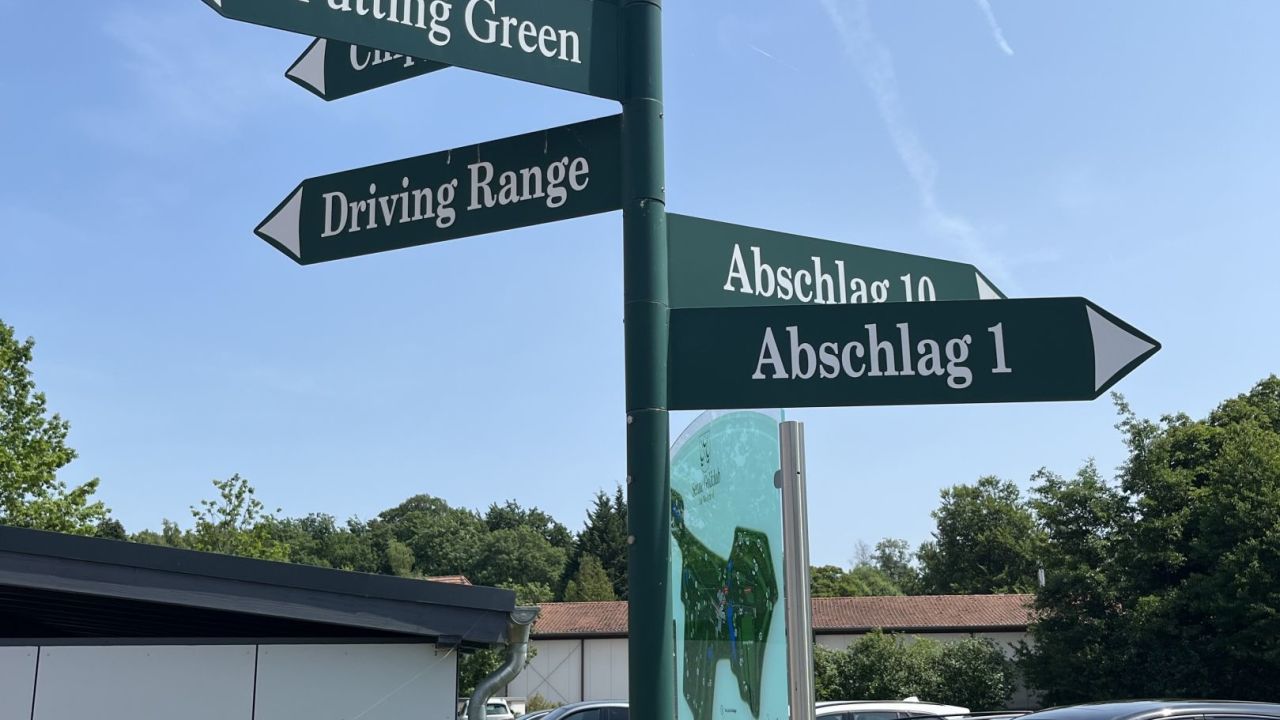 Putting Green
Driving Range
Abschlag 10
Abschlag 1